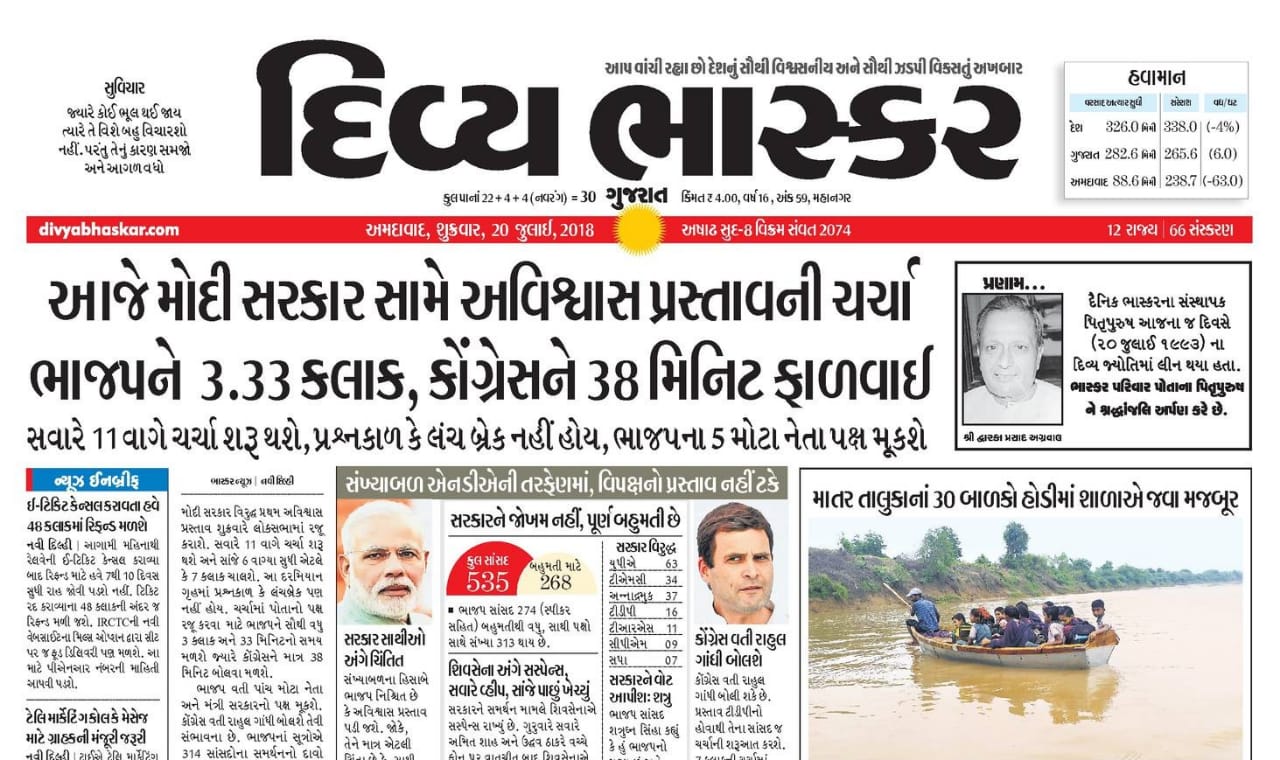 સુવિચાર
જ્યારે કોઈ ભૂલ થઈ જાય
ત્યારે તે વિશે બહુ વિચારશો
નહીં. પરંતુ તેનું કારણ સમજો
અને આગળ વધો
આપ વાંચી રહ્યા છો દેશનું સૌથી વિશ્વસનીય અને સૌથી ઝડપી વિકસતું અખબાર
દિવ્ય ભાસ્કર
કુલ પાનાં 22 + 4 + 4 (નવરંગ) = 30 ગુજરાત કિંમત ₹ 4.00, વર્ષ 16 , અંક 59, મહાનગર
હવામાન
વરસાદ અત્યાર સુધી સરેરાશ વધ/ઘટ
દેશ 326.0 મિમી 338.0 (-4%)
ગુજરાત 282.6 મિમી 265.6 (6.0)
અમદાવાદ 88.6 મિમી 238.7 (-63.0)
divyabhaskar.com અમદાવાદ, શુક્રવાર, 20 જુલાઈ, 2018 અષાઢ સુદ-8 વિક્રમ સંવત 2074 12 રાજ્ય | 66 સંસ્કરણ
આજે મોદી સરકાર સામે અવિશ્વાસ પ્રસ્તાવની ચર્ચા
ભાજપને 3.33 કલાક, કોંગ્રેસને 38 મિનિટ ફાળવાઈ
સવારે 11 વાગે ચર્ચા શરૂ થશે, પ્રશ્નકાળ કે લંચ બ્રેક નહીં હોય, ભાજપના 5 મોટા નેતા પક્ષ મૂકશે
પ્રણામ...
શ્રી દ્વારકા પ્રસાદ અગ્રવાલ
દૈનિક ભાસ્કરના સંસ્થાપક
પિતૃપુરુષ આજના જ દિવસે
(૨૦ જુલાઈ ૧૯૯૩) ના
દિવ્ય જ્યોતિમાં લીન થયા હતા.
ભાસ્કર પરિવાર પોતાના પિતૃપુરુષ
ને શ્રદ્ધાંજલિ અર્પણ કરે છે.
ન્યૂઝ ઈનબ્રીફ
ઈ-ટિકિટ કેન્સલ કરાવતા હવે
48 કલાકમાં રિફન્ડ મળશે
નવી દિલ્હી | આગામી મહિનાથી
રેલવેની ઈ-ટિકિટ કેન્સલ કરાવ્યા
બાદ રિફન્ડ માટે હવે 7થી 10 દિવસ
સુધી રાહ જોવી પડશે નહીં. ટિકિટ
રદ કરાવ્યાના 48 કલાકની અંદર જ
રિફન્ડ મળી જશે. IRCTCની નવી
વેબસાઈટના મિલ્સ ઓપ્શન દ્વારા સીટ
પર જ ફૂડ ડિલિવરી પણ મળશે. આ
માટે પીએનઆર નંબરની માહિતી
આપવી પડશે.
ટેલિ માર્કેટિંગ કોલ કે મેસેજ
માટે ગ્રાહકની મંજૂરી જરૂરી
નવી દિલ્હી | ટ્રાઈએ ટેલિ માર્કેટિંગ
ભાસ્કર ન્યૂઝ | નવી દિલ્હી
મોદી સરકાર વિરુદ્ધ પ્રથમ અવિશ્વાસ
પ્રસ્તાવ શુક્રવારે લોકસભામાં રજૂ
કરાશે. સવારે 11 વાગે ચર્ચા શરૂ
થશે અને સાંજે 6 વાગ્યા સુધી એટલે
કે 7 કલાક ચાલશે. આ દરમિયાન
ગૃહમાં પ્રશ્નકાળ કે લંચબ્રેક પણ
નહીં હોય. ચર્ચામાં પોતાનો પક્ષ
રજૂ કરવા માટે ભાજપને સૌથી વધુ
3 કલાક અને 33 મિનિટનો સમય
મળશે જ્યારે કોંગ્રેસને માત્ર 38
મિનિટ બોલવા મળશે.
ભાજપ વતી પાંચ મોટા નેતા
અને મંત્રી સરકારનો પક્ષ મૂકશે.
કોંગ્રેસ વતી રાહુલ ગાંધી બોલશે તેવી
સંભાવના છે. ભાજપના સૂત્રોએ
314 સાંસદોના સમર્થનનો દાવો
સંખ્યાબળ એનડીએની તરફેણમાં, વિપક્ષનો પ્રસ્તાવ નહીં ટકે
સરકાર સાથીઓ
અંગે ચિંતિત
સંખ્યાબળના હિસાબે
ભાજપ નિશ્ચિત છે
કે અવિશ્વાસ પ્રસ્તાવ
પડી જશે. જોકે,
તેને માત્ર એટલી
ચિંતા છે કે, સાથી
સરકારને જોખમ નહીં, પૂર્ણ બહુમતી છે
કુલ સાંસદ
535
બહુમતી માટે
268
▪ ભાજપ સાંસદ 274 (સ્પીકર
સહિત) બહુમતીથી વધુ, સાથી પક્ષો
સાથે સંખ્યા 313 થાય છે.
શિવસેના અંગે સસ્પેન્સ,
સવારે વ્હીપ, સાંજે પાછું ખેંચ્યું
સરકારને સમર્થન મામલે શિવસેનાએ
સસ્પેન્સ રાખ્યું છે. ગુરુવારે સવારે
અમિત શાહ અને ઉદ્ધવ ઠાકરે વચ્ચે
ફોન પર વાતચીત બાદ શિવસેનાએ
સરકાર વિરુદ્ધ
યુપીએ 63
ટીએમસી 34
અન્નાદ્રમુક 37
ટીડીપી 16
ટીઆરએસ 11
સીપીએમ 09
સપા 07
સરકારને વોટ
આપીશઃ શત્રુ
ભાજપ સાંસદ
શત્રુઘ્ન સિંહા કહ્યું
કે હું ભાજપનો
કોંગ્રેસ વતી રાહુલ
ગાંધી બોલશે
કોંગ્રેસ વતી રાહુલ ગાંધી
બોલી શકે છે.
પ્રસ્તાવ ટીડીપીનો
હોવાથી તેના સાંસદ જ
ચર્ચાની શરૂઆત કરશે.
7 કલાકની ચર્ચામાં
માતર તાલુકાનાં 30 બાળકો હોડીમાં શાળાએ જવા મજબૂર